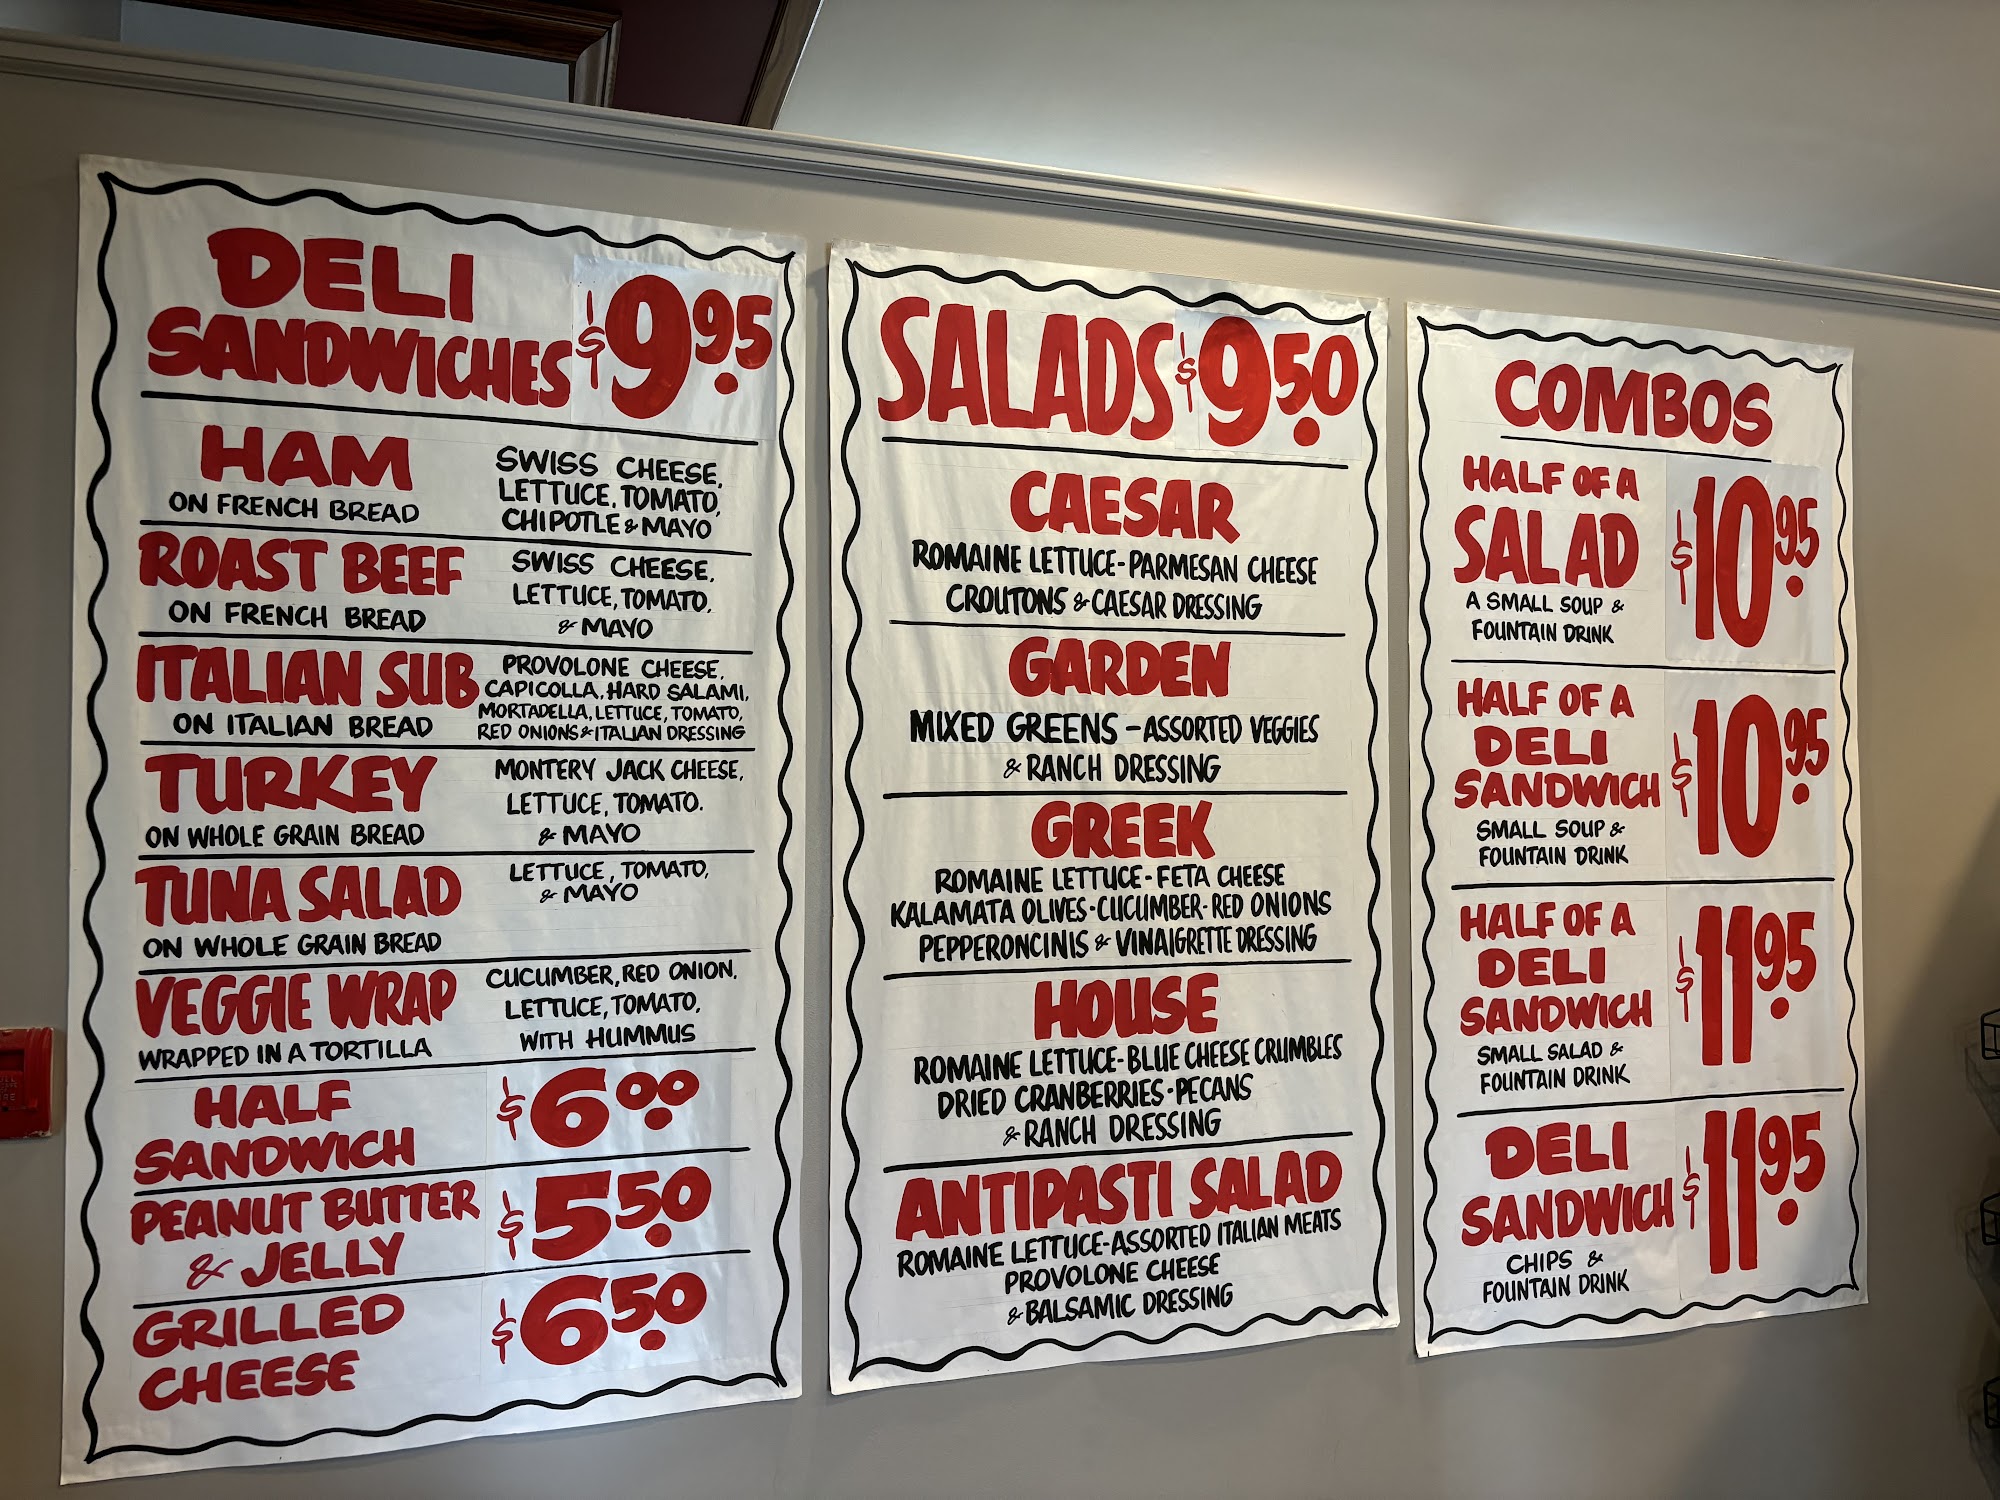 DELI
SANDWICHES $9.95
HAM
ON FRENCH BREAD
SWISS CHEESE,
LETTUCE, TOMATO,
CHIPOTLE & MAYO
ROAST BEEF
ON FRENCH BREAD
SWISS CHEESE,
LETTUCE, TOMATO,
& MAYO
ITALIAN SUB
ON ITALIAN BREAD
PROVOLONE CHEESE,
CAPICOLLA, HARD SALAMI,
MORTADELLA, LETTUCE, TOMATO,
RED ONIONS & ITALIAN DRESSING
TURKEY
ON WHOLE GRAIN BREAD
MONTERY JACK CHEESE,
LETTUCE, TOMATO.
& MAYO
TUNA SALAD
ON WHOLE GRAIN BREAD
LETTUCE, TOMATO,
& MAYO
VEGGIE WRAP
WRAPPED IN A TORTILLA
CUCUMBER, RED ONION.
LETTUCE, TOMATO.
WITH HUMMUS
HALF
SANDWICH
$6.00
PEANUT BUTTER
& JELLY
$5.50
GRILLED
CHEESE
$6.50
SALADS $9.50
CAESAR
ROMAINE LETTUCE-PARMESAN CHEESE
CROUTONS & CAESAR DRESSING
GARDEN
MIXED GREENS - ASSORTED VEGGIES
& RANCH DRESSING
GREEK
ROMAINE LETTUCE-FETA CHEESE
KALAMATA OLIVES-CUCUMBER-RED ONIONS
PEPPERONCINIS & VINAIGRETTE DRESSING
HOUSE
ROMAINE LETTUCE-BLUE CHEESE CRUMBLES
DRIED CRANBERRIES-PECANS
& RANCH DRESSING
ANTIPASTI SALAD
ROMAINE LETTUCE-ASSORTED ITALIAN MEATS
PROVOLONE CHEESE
& BALSAMIC DRESSING
COMBOS
HALF OF A
SALAD
A SMALL SOUP &
FOUNTAIN DRINK
$10.95
HALF OF A
DELI
SANDWICH
SMALL SOUP &
FOUNTAIN DRINK
$10.95
HALF OF A
DELI
SANDWICH
SMALL SALAD &
FOUNTAIN DRINK
$11.95
DELI
SANDWICH
CHIPS &
FOUNTAIN DRINK
$11.95